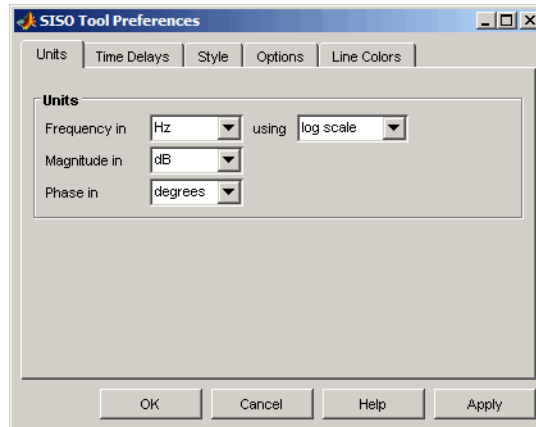 SISO Tool Preferences
Units Time Delays Style Options Line Colors
Units
Frequency in Hz using log scale
Magnitude in dB
Phase in degrees
OK Cancel Help Apply